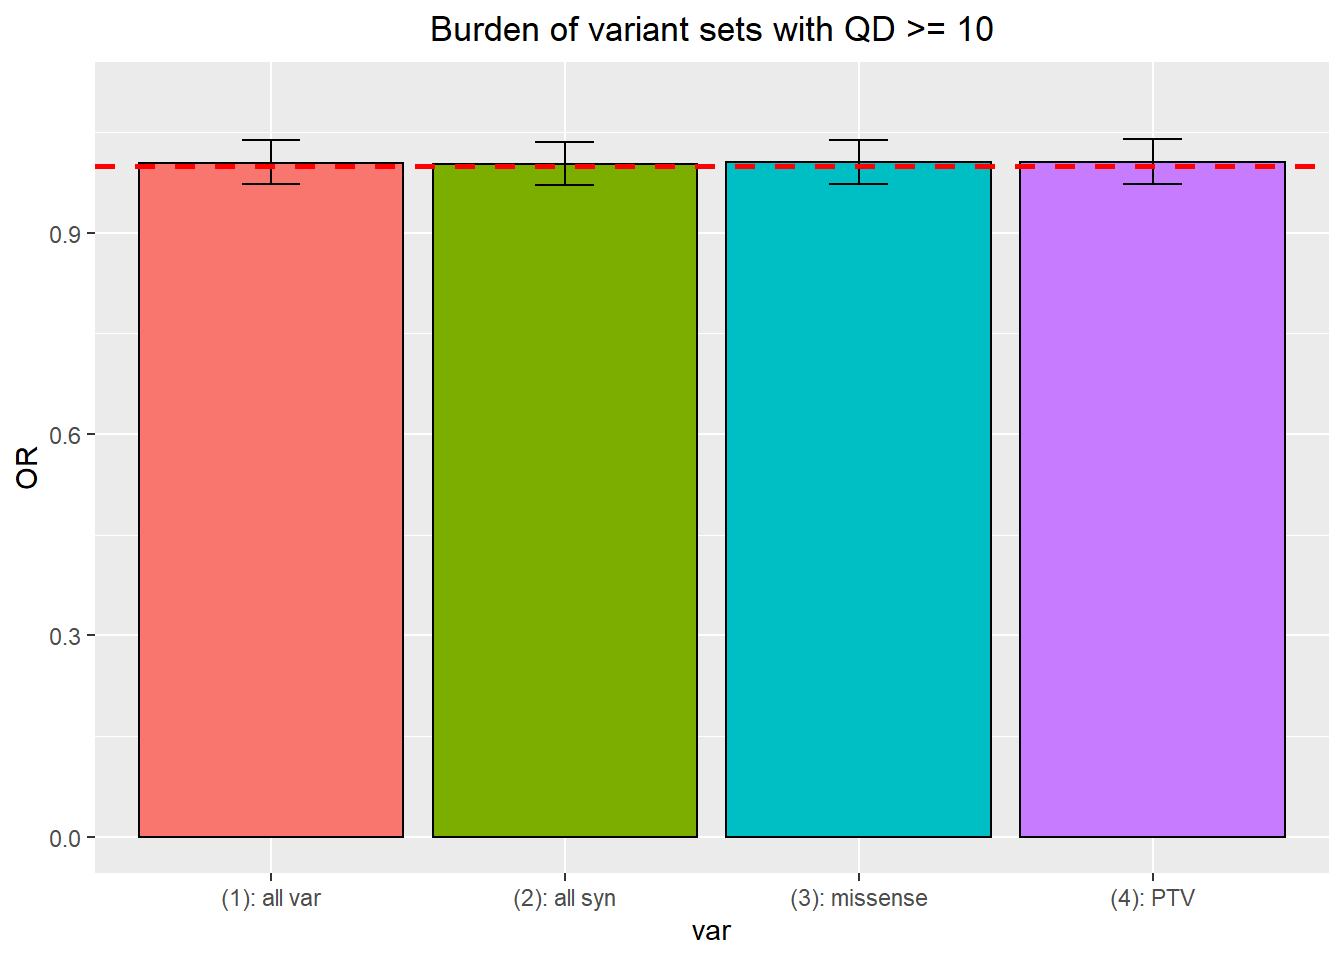 Burden of variant sets with QD >= 10
OR
0.9
0.6
0.3
0.0
(1): all var
(2): all syn
(3): missense
(4): PTV
var